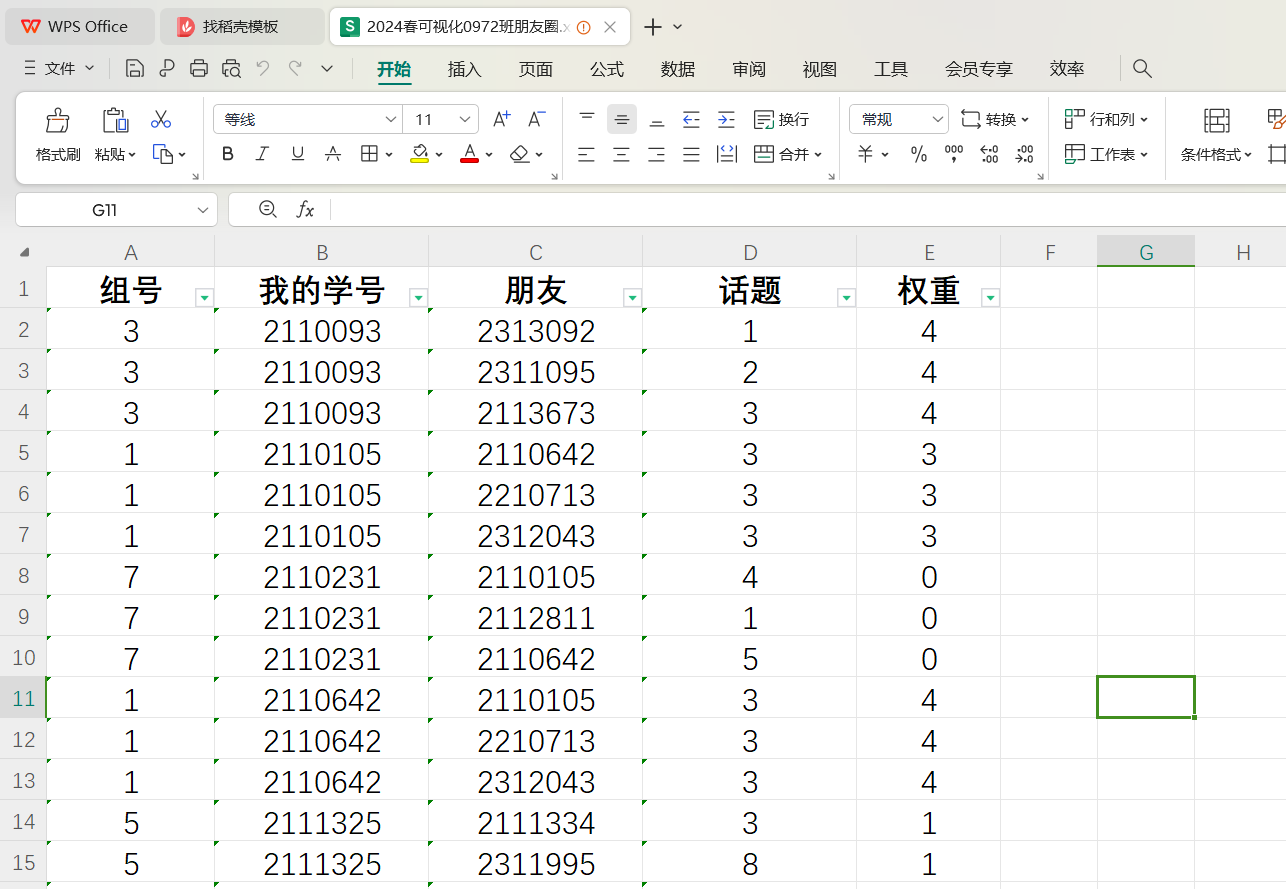 WPS Office 找稻壳模板 S 2024春可视化0972班朋友圈.x
文件 开始 插入 页面 公式 数据 审阅 视图 工具 会员专享 效率
等线 11 A+ A- 换行 常规 转换 行和列
格式刷 粘贴 B I U A A 合并 羊 % 工作表 条件格式
G11 fx
A B C D E F G H
1 组号 我的学号 朋友 话题 权重
2 3 2110093 2313092 1 4
3 3 2110093 2311095 2 4
4 3 2110093 2113673 3 4
5 1 2110105 2110642 3 3
6 1 2110105 2210713 3 3
7 1 2110105 2312043 3 3
8 7 2110231 2110105 4 0
9 7 2110231 2112811 1 0
10 7 2110231 2110642 5 0
11 1 2110642 2110105 3 4
12 1 2110642 2210713 3 4
13 1 2110642 2312043 3 4
14 5 2111325 2111334 3 1
15 5 2111325 2311995 8 1